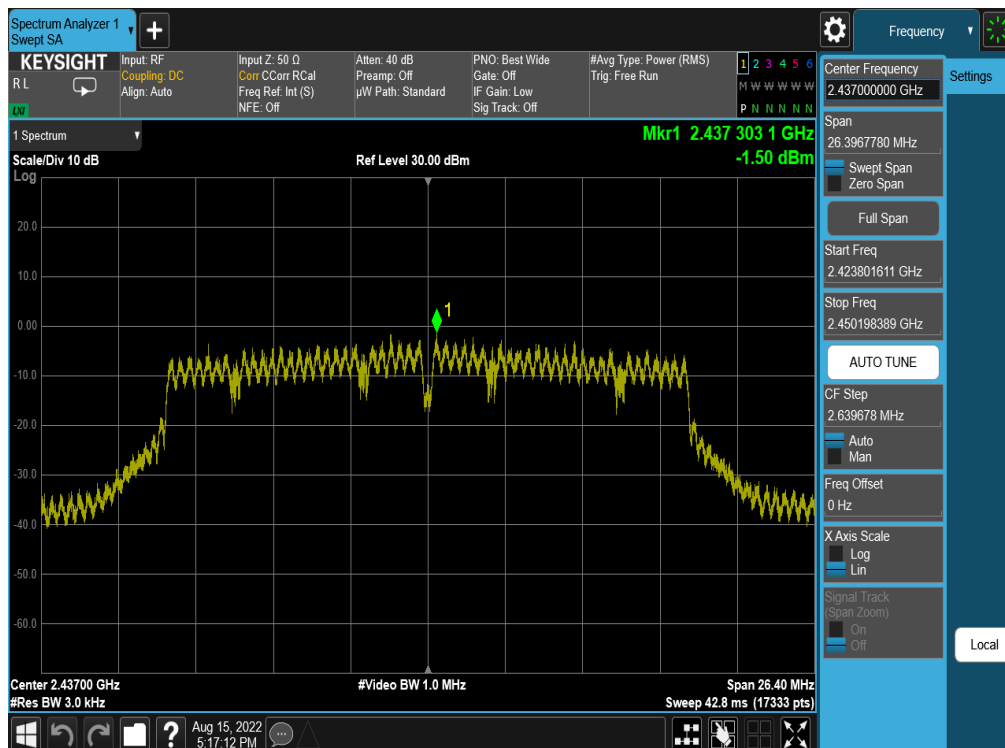 Spectrum Analyzer 1
Swept SA
Frequency
KEYSIGHT
R L
LXI
Input: RF
Coupling: DC
Align: Auto
Input Z: 50 Ω
Corr CCorr RCal
Freq Ref: Int (S)
NFE: Off
Atten: 40 dB
Preamp: Off
µW Path: Standard
PNO: Best Wide
Gate: Off
IF Gain: Low
Sig Track: Off
#Avg Type: Power (RMS)
Trig: Free Run
1 2 3 4 5 6
M W W W W W
P N N N N N
1 Spectrum
Scale/Div 10 dB
Log
Ref Level 30.00 dBm
Mkr1 2.437 303 1 GHz
-1.50 dBm
20.0
10.0
0.00
-10.0
-20.0
-30.0
-40.0
-50.0
-60.0
1
Center 2.43700 GHz
#Res BW 3.0 kHz
#Video BW 1.0 MHz
Span 26.40 MHz
Sweep 42.8 ms (17333 pts)
Center Frequency
2.437000000 GHz
Settings
Span
26.3967780 MHz
Swept Span
Zero Span
Full Span
Start Freq
2.423801611 GHz
Stop Freq
2.450198389 GHz
AUTO TUNE
CF Step
2.639678 MHz
Auto
Man
Freq Offset
0 Hz
X Axis Scale
Log
Lin
Signal Track
(Span Zoom)
On
Off
Local
?
Aug 15, 2022
5:17:12 PM